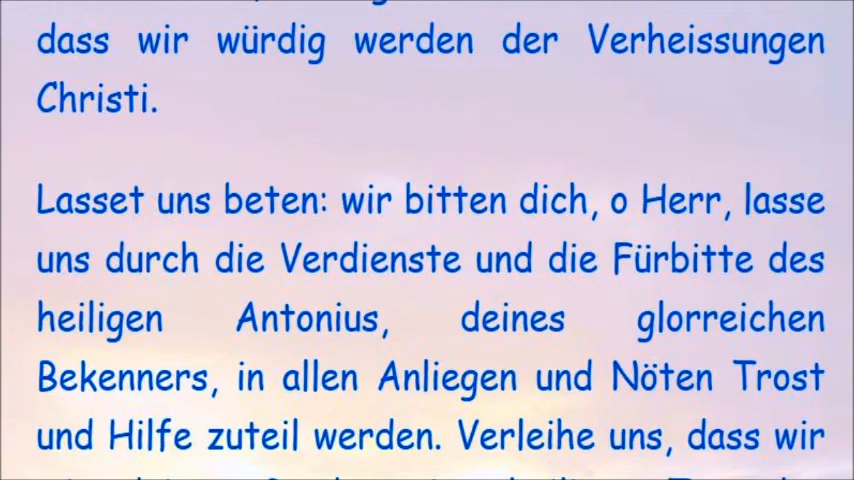 dass wir würdig werden der Verheissungen
Christi.
Lasset uns beten: wir bitten dich, o Herr, lasse
uns durch die Verdienste und die Fürbitte des
heiligen Antonius, deines glorreichen
Bekenners, in allen Anliegen und Nöten Trost
und Hilfe zuteil werden. Verleihe uns, dass wir